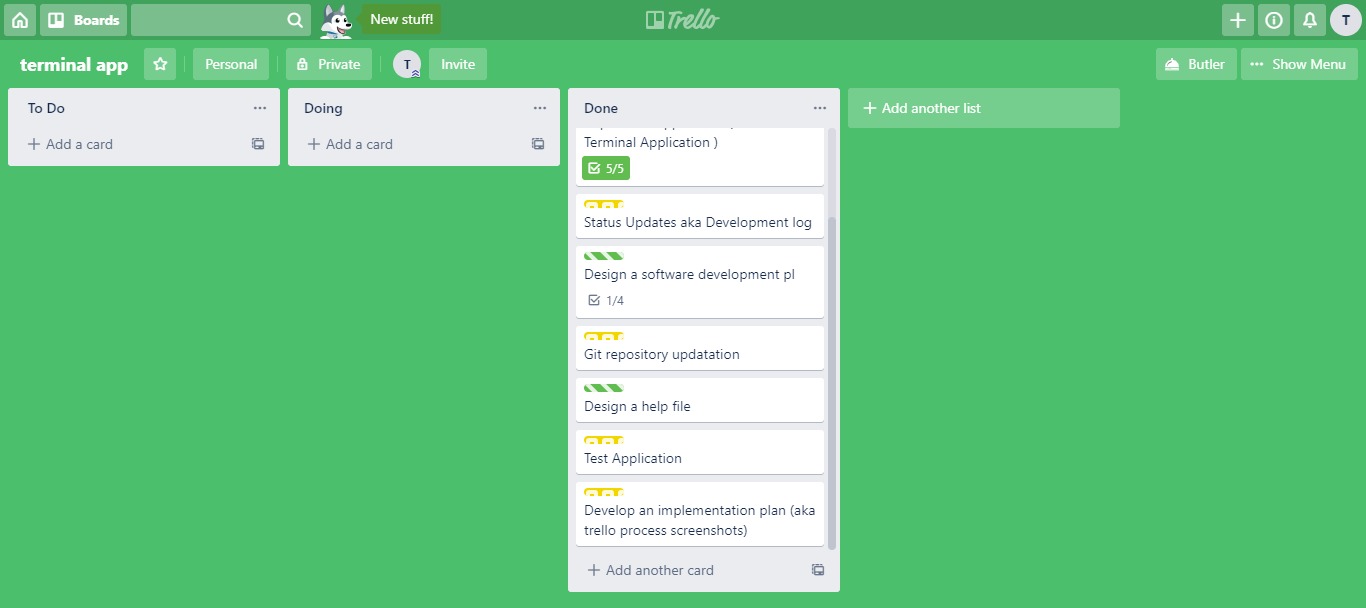 Boards
New stuff!
Trello
T
terminal app
Personal
Private
T
Invite
Butler
Show Menu
To Do
Add a card
Doing
Add a card
Done
Terminal Application )
5/5
Status Updates aka Development log
Design a software development pl
1/4
Git repository updatation
Design a help file
Test Application
Develop an implementation plan (aka
trello process screenshots)
Add another card
Add another list